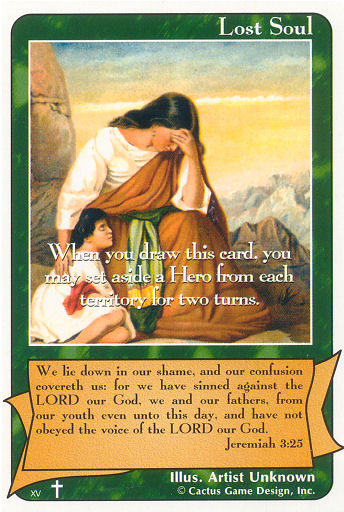 Lost Soul
When you draw this card, you
may set aside a Hero from each
territory for two turns.
We lie down in our shame, and our confusion
covereth us: for we have sinned against the
LORD our God, we and our fathers, from
our youth even unto this day, and have not
obeyed the voice of the LORD our God.
Jeremiah 3:25
Illus. Artist Unknown
XV
© Cactus Game Design, Inc.